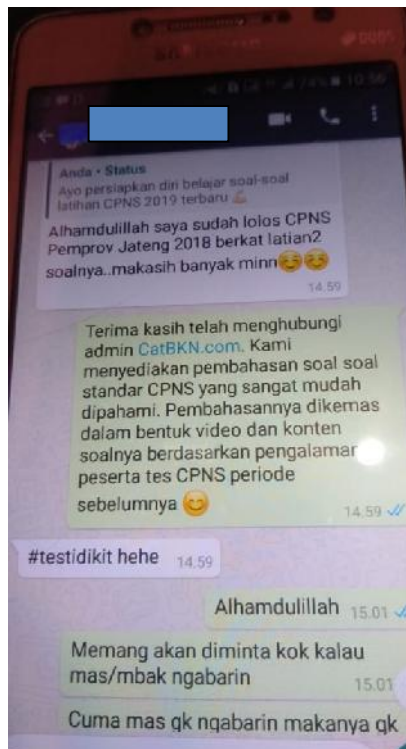 74% 10:56
Anda • Status
Ayo persiapkan diri belajar soal-soal
latihan CPNS 2019 terbaru 💪
Alhamdulillah saya sudah lolos CPNS
Pemprov Jateng 2018 berkat latian2
soalnya..makasih banyak minn😊😊
14.59
Terima kasih telah menghubungi
admin CatBKN.com. Kami
menyediakan pembahasan soal soal
standar CPNS yang sangat mudah
dipahami. Pembahasannya dikemas
dalam bentuk video dan konten
soalnya berdasarkan pengalaman
peserta tes CPNS periode
sebelumnya 😊
14.59
#testidikit hehe 14.59
Alhamdulillah 15.01
Memang akan diminta kok kalau
mas/mbak ngabarin
15.01
Cuma mas gk ngabarin makanya gk